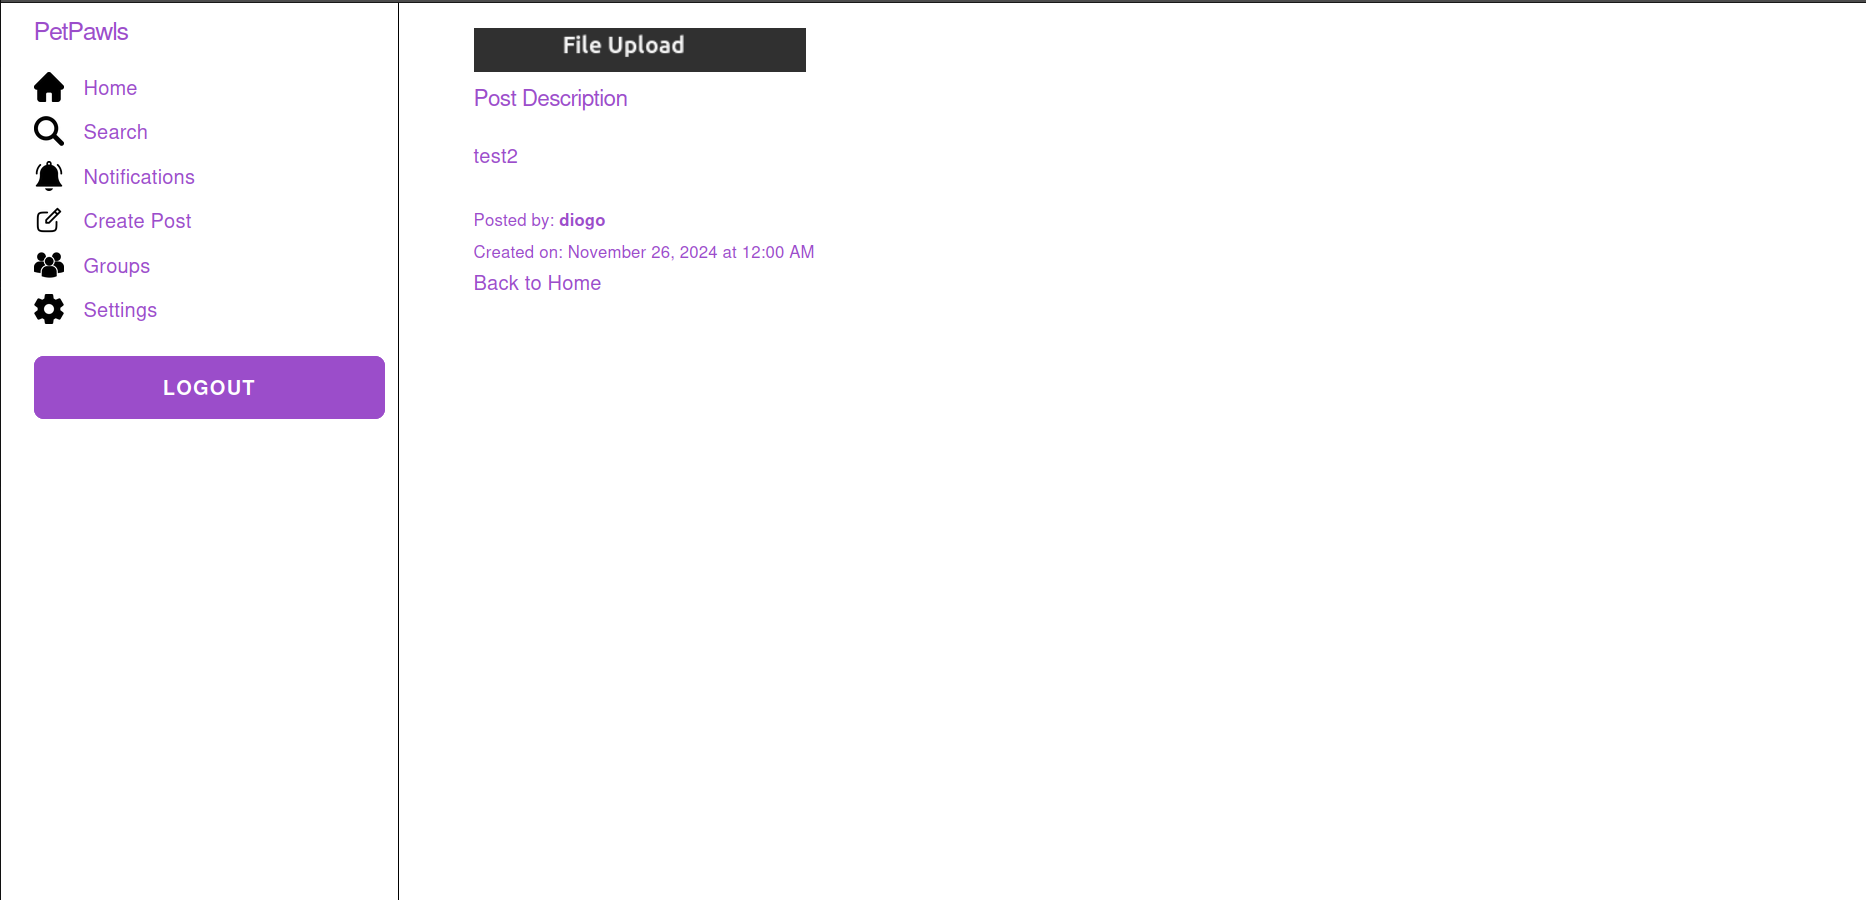 PetPawls
Home
Search
Notifications
Create Post
Groups
Settings
LOGOUT
File Upload
Post Description
test2
Posted by: diogo
Created on: November 26, 2024 at 12:00 AM
Back to Home